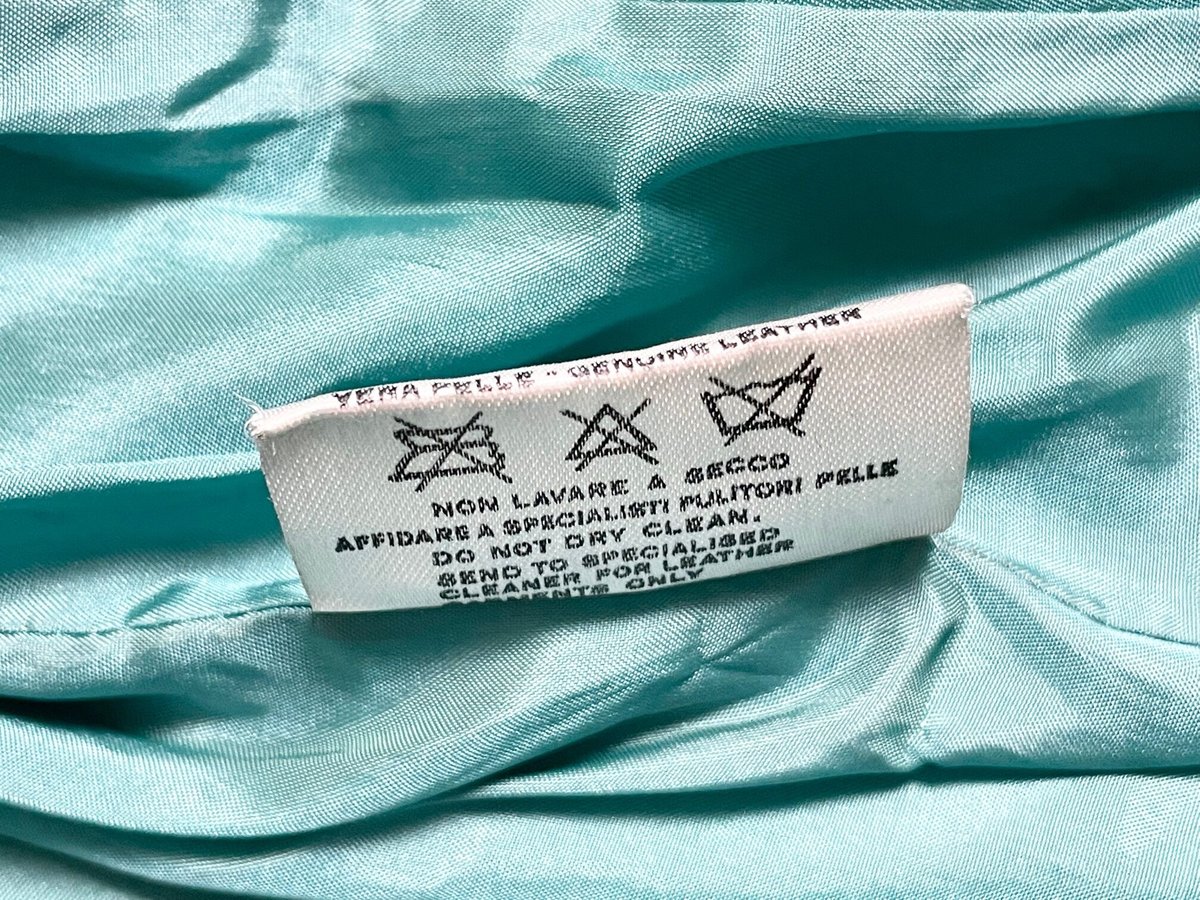 VERA PELLE - GENUINE LEATHER
NON LAVARE A SECCO
AFFIDARE A SPECIALISTI PULITORI PELLE
DO NOT DRY CLEAN.
SEND TO SPECIALISED
CLEANER FOR LEATHER
GARMENTS ONLY